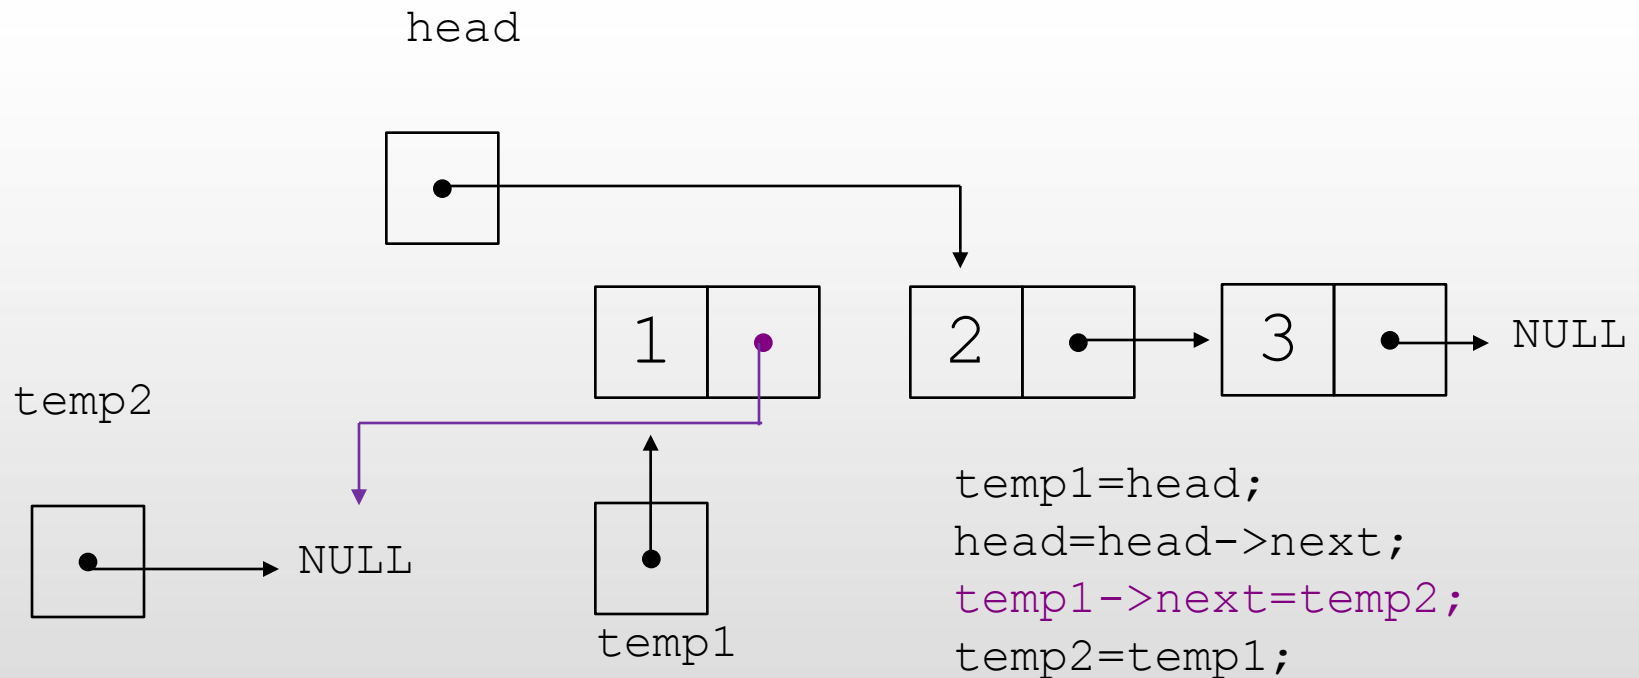 head
1
2
3
NULL
temp2
NULL
temp1
temp1=head;
head=head->next;
temp1->next=temp2;
temp2=temp1;